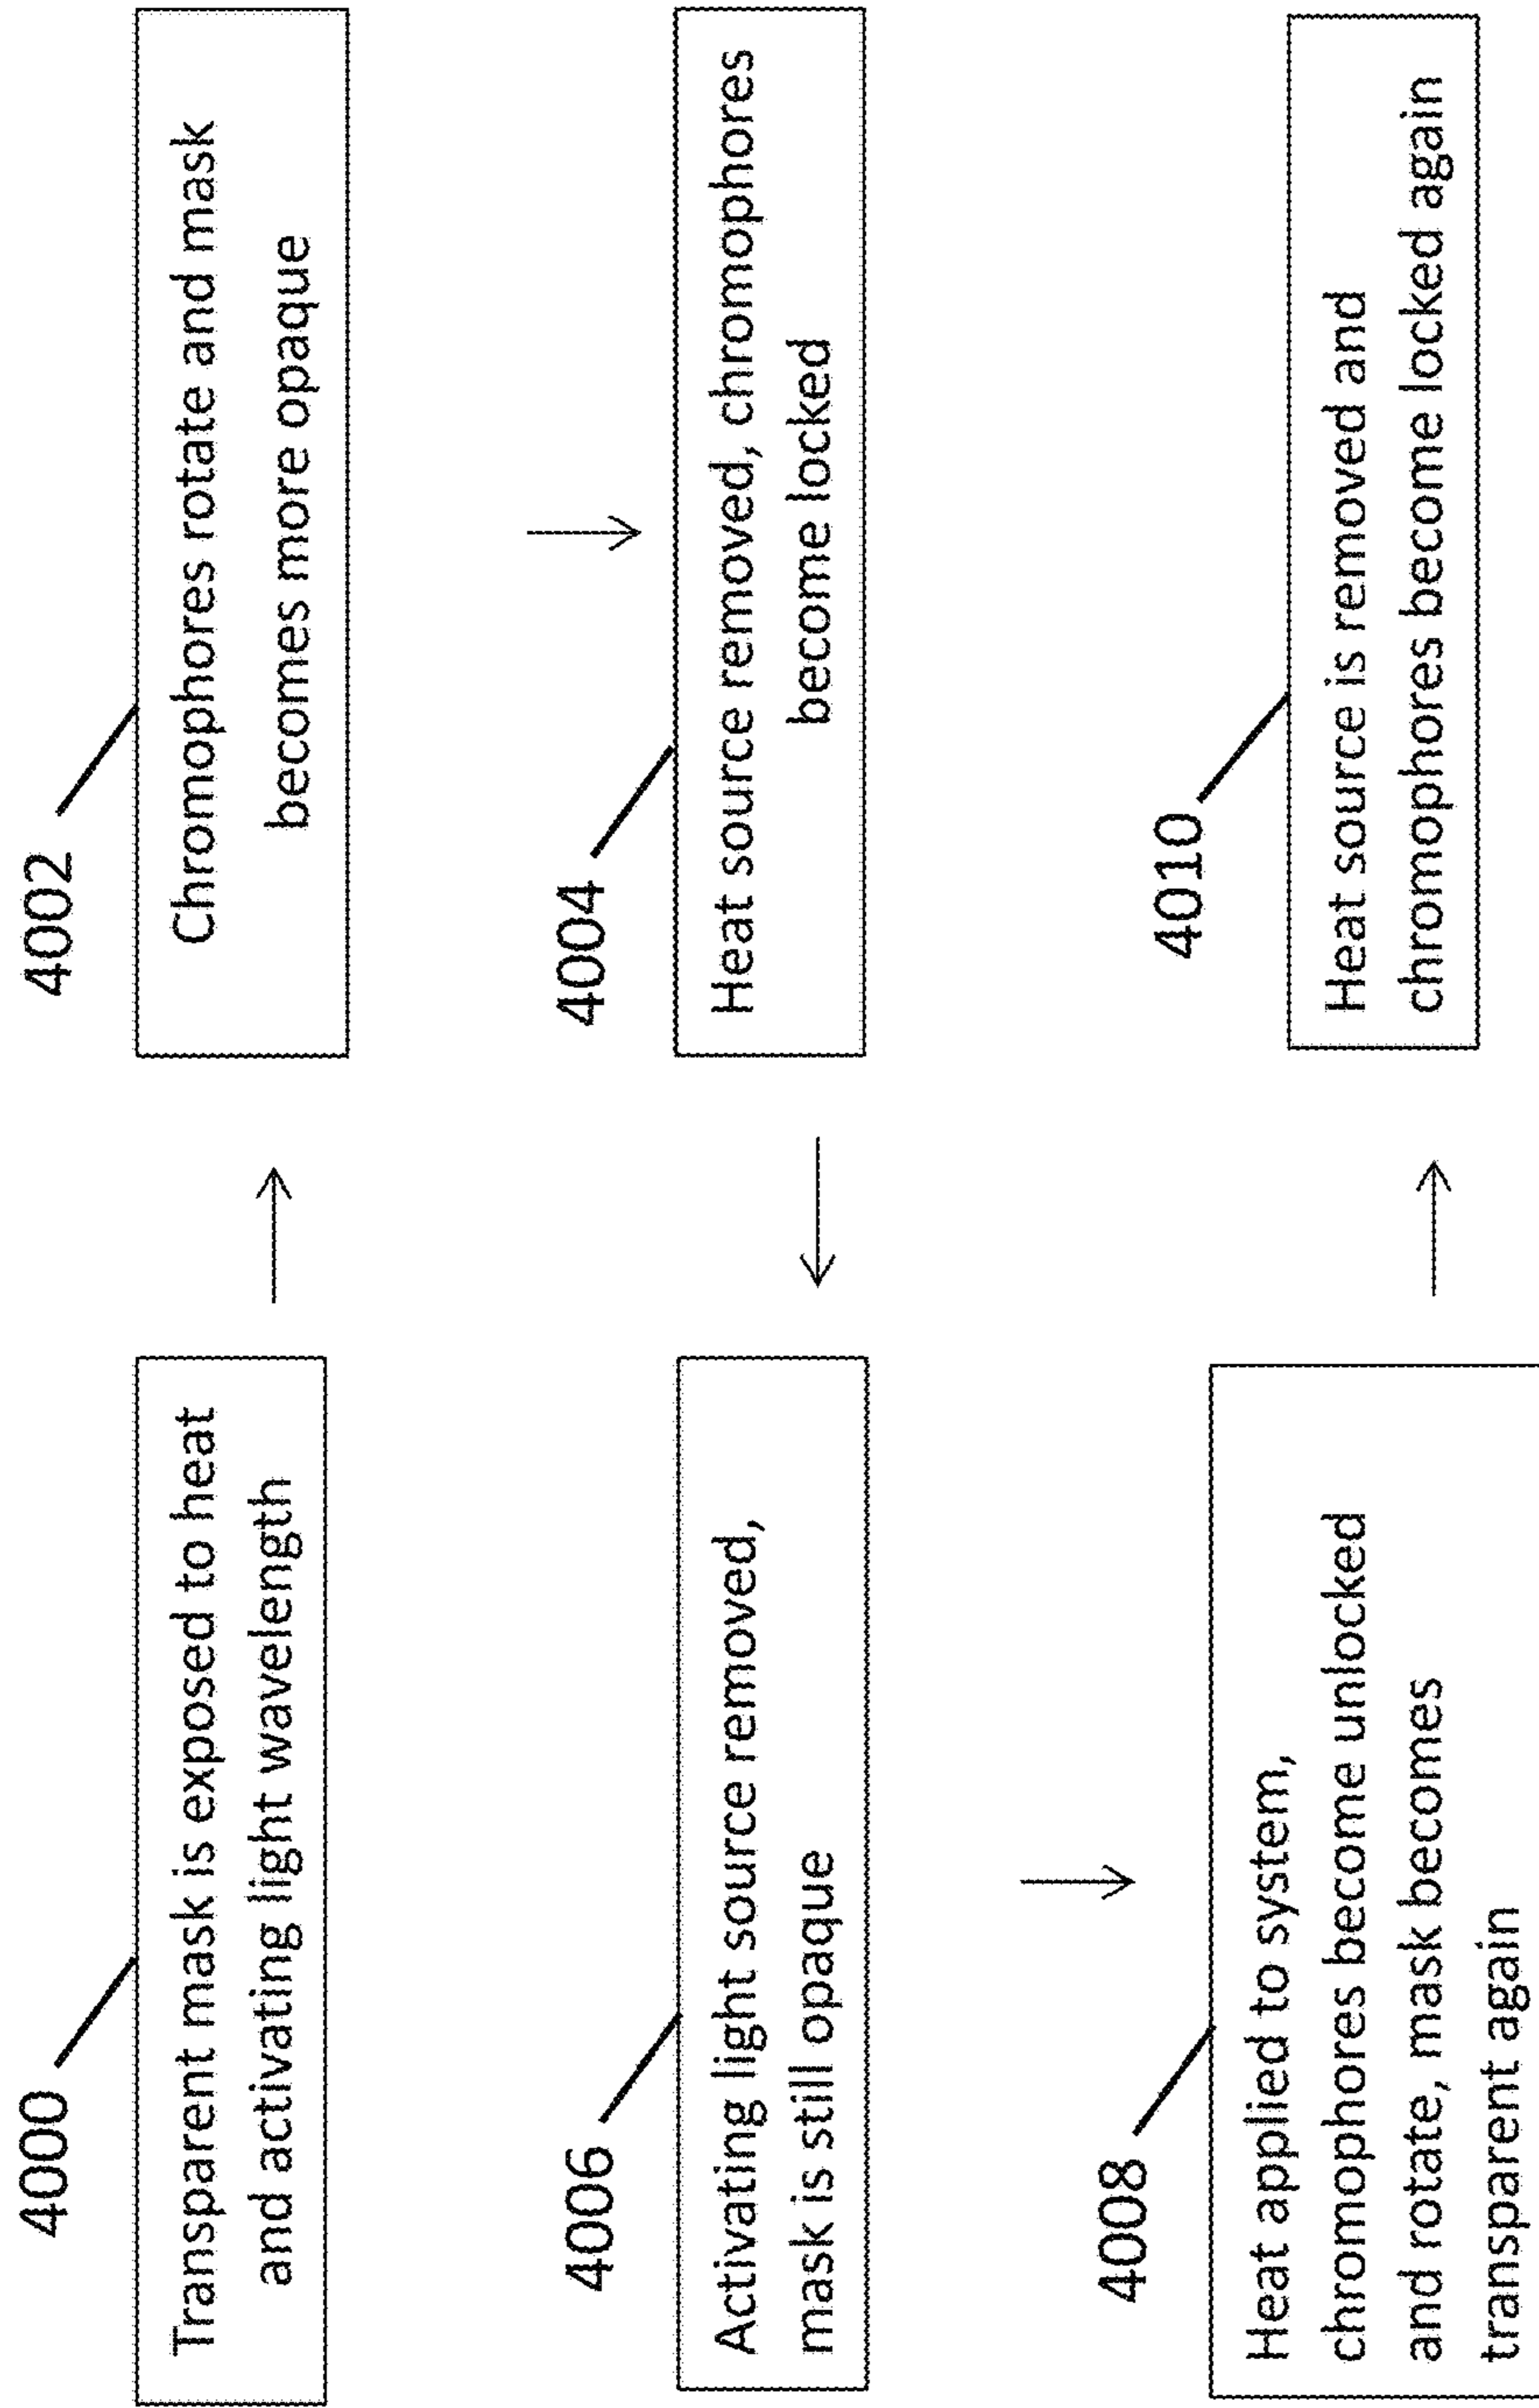 4000
Transparent mask is exposed to heat
and activating light wavelength
4002
Chromophores rotate and mask
becomes more opaque
4004
Heat source removed, chromophores
become locked
4006
Activating light source removed,
mask is still opaque
4008
Heat applied to system,
chromophores become unlocked
and rotate, mask becomes
transparent again
4010
Heat source is removed and
chromophores become locked again